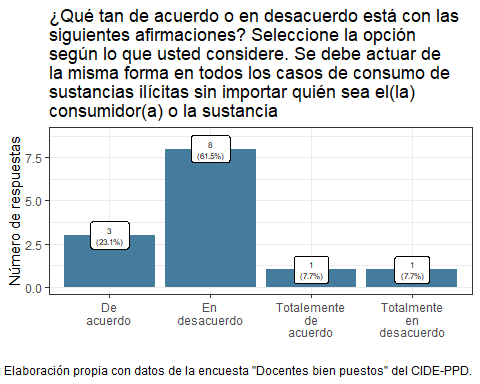 ¿Qué tan de acuerdo o en desacuerdo está con las
siguientes afirmaciones? Seleccione la opción
según lo que usted considere. Se debe actuar de
la misma forma en todos los casos de consumo de
sustancias ilícitas sin importar quién sea el(la)
consumidor(a) o la sustancia
Número de respuestas
7.5
5.0
2.5
0.0
3
(23.1%)
8
(61.5%)
1
(7.7%)
1
(7.7%)
De
acuerdo
En
desacuerdo
Totalemente
de
acuerdo
Totalmente
en
desacuerdo
Elaboración propia con datos de la encuesta "Docentes bien puestos" del CIDE-PPD.